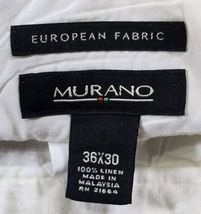 EUROPEAN FABRIC
MURANO
36X30
100% LINEN
MADE IN
MALAYSIA
RN 21664